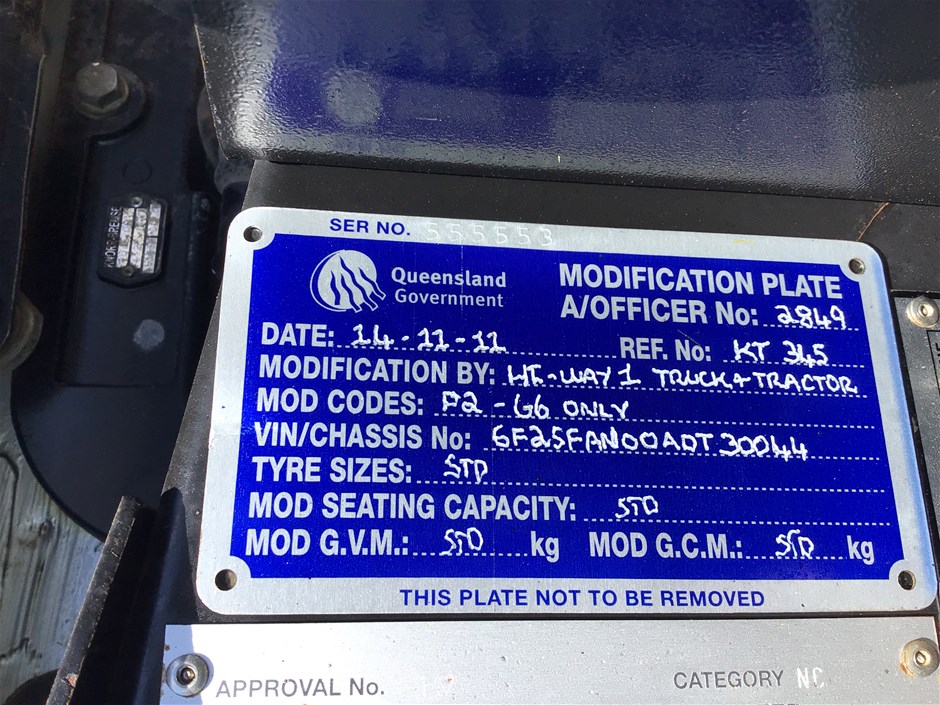 SER NO. 555553
Queensland
Government
MODIFICATION PLATE
A/OFFICER No: 2849
DATE: 14-11-11 REF. No: KT 345
MODIFICATION BY: HI-WAY 1 TRUCK + TRACTOR
MOD CODES: P2 - G6 ONLY
VIN/CHASSIS No: 6F25FAN00ADT30044
TYRE SIZES: STD
MOD SEATING CAPACITY: STD
MOD G.V.M.: STD kg MOD G.C.M.: STD kg
THIS PLATE NOT TO BE REMOVED
APPROVAL No. CATEGORY NC